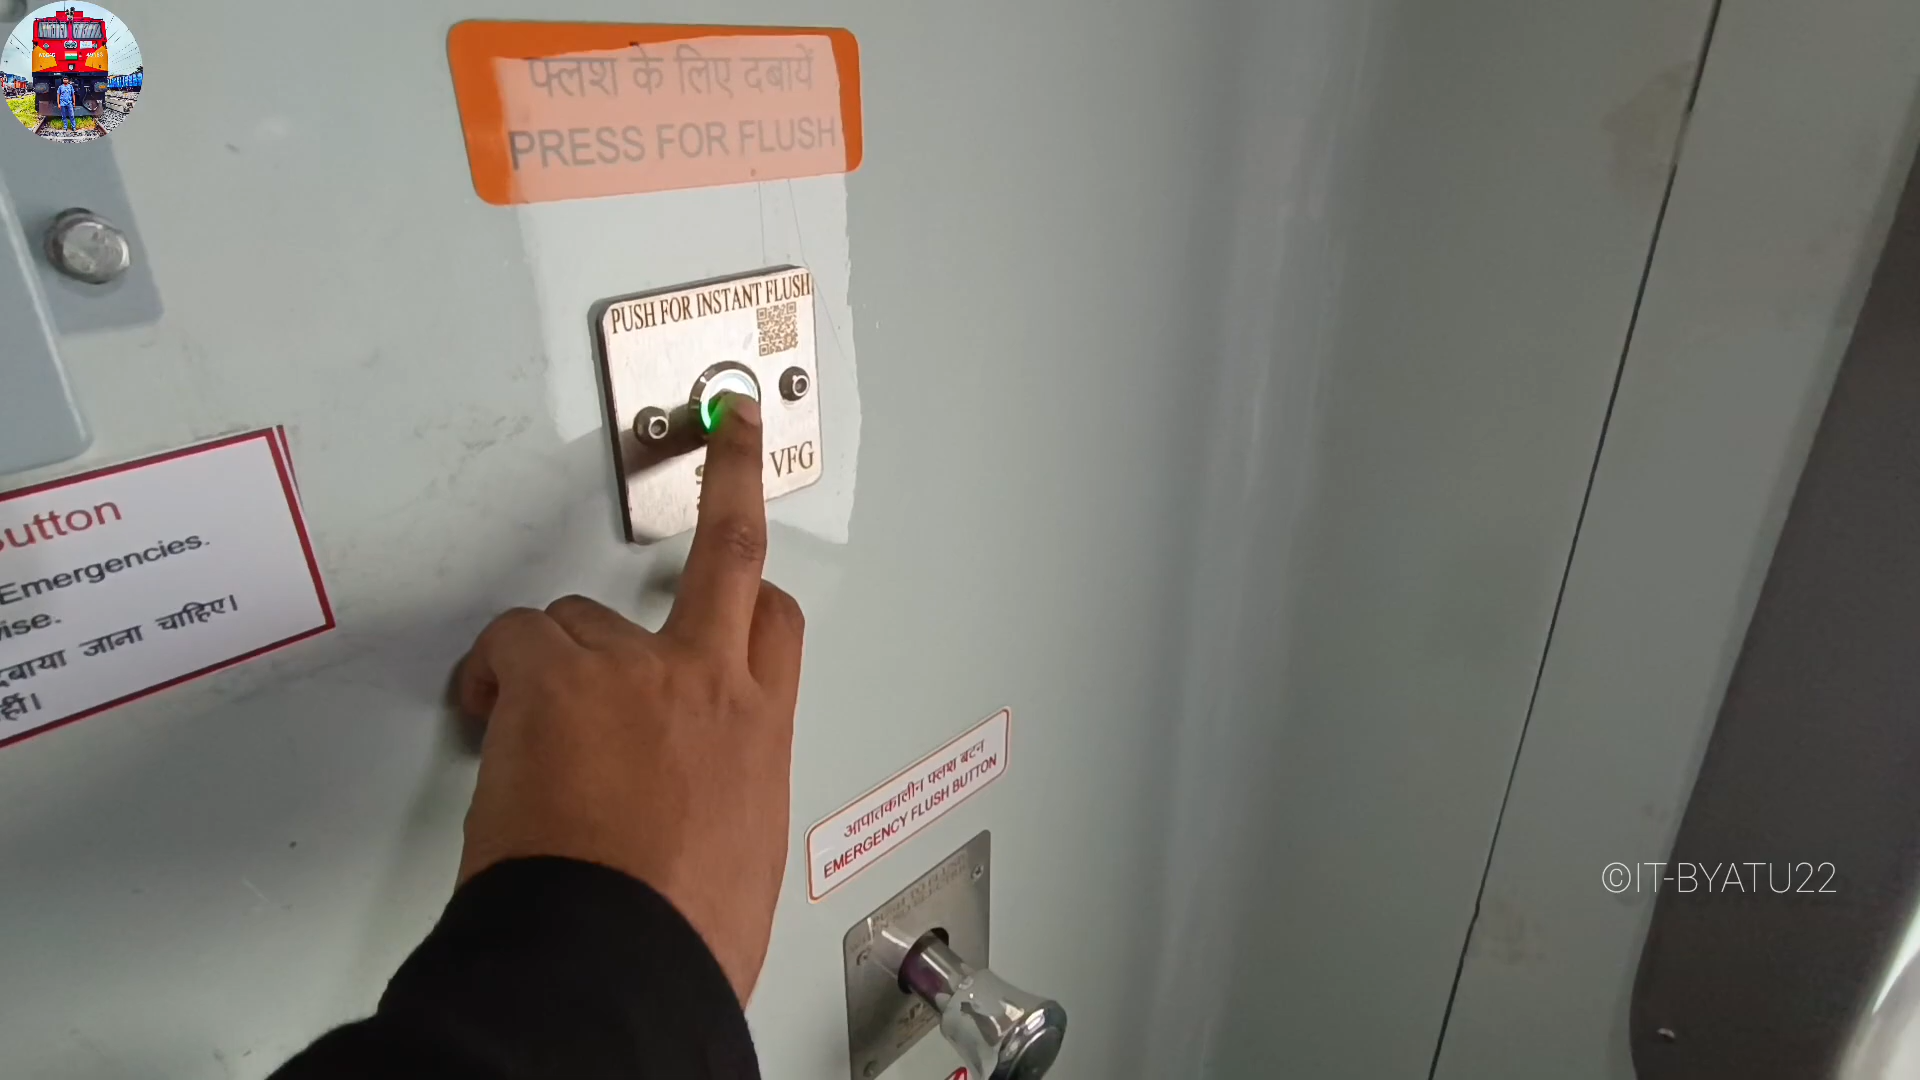 फ्लश के लिए दबायें
PRESS FOR FLUSH
PUSH FOR INSTANT FLUSH
VFG
utton
Emergencies.
ise.
दबाया जाना चाहिए।
हीं।
आपातकालीन फ्लश बटन
EMERGENCY FLUSH BUTTON
©IT-BYATU22